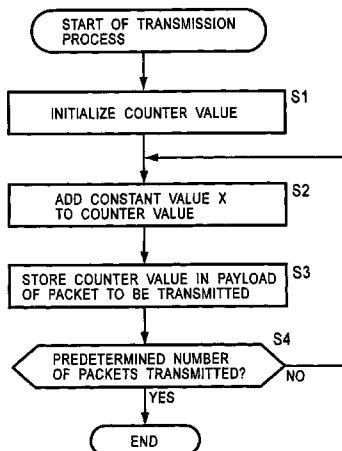 START OF TRANSMISSION
PROCESS
S1
INITIALIZE COUNTER VALUE
S2
ADD CONSTANT VALUE X
TO COUNTER VALUE
S3
STORE COUNTER VALUE IN PAYLOAD
OF PACKET TO BE TRANSMITTED
S4
PREDETERMINED NUMBER
OF PACKETS TRANSMITTED?
NO
YES
END